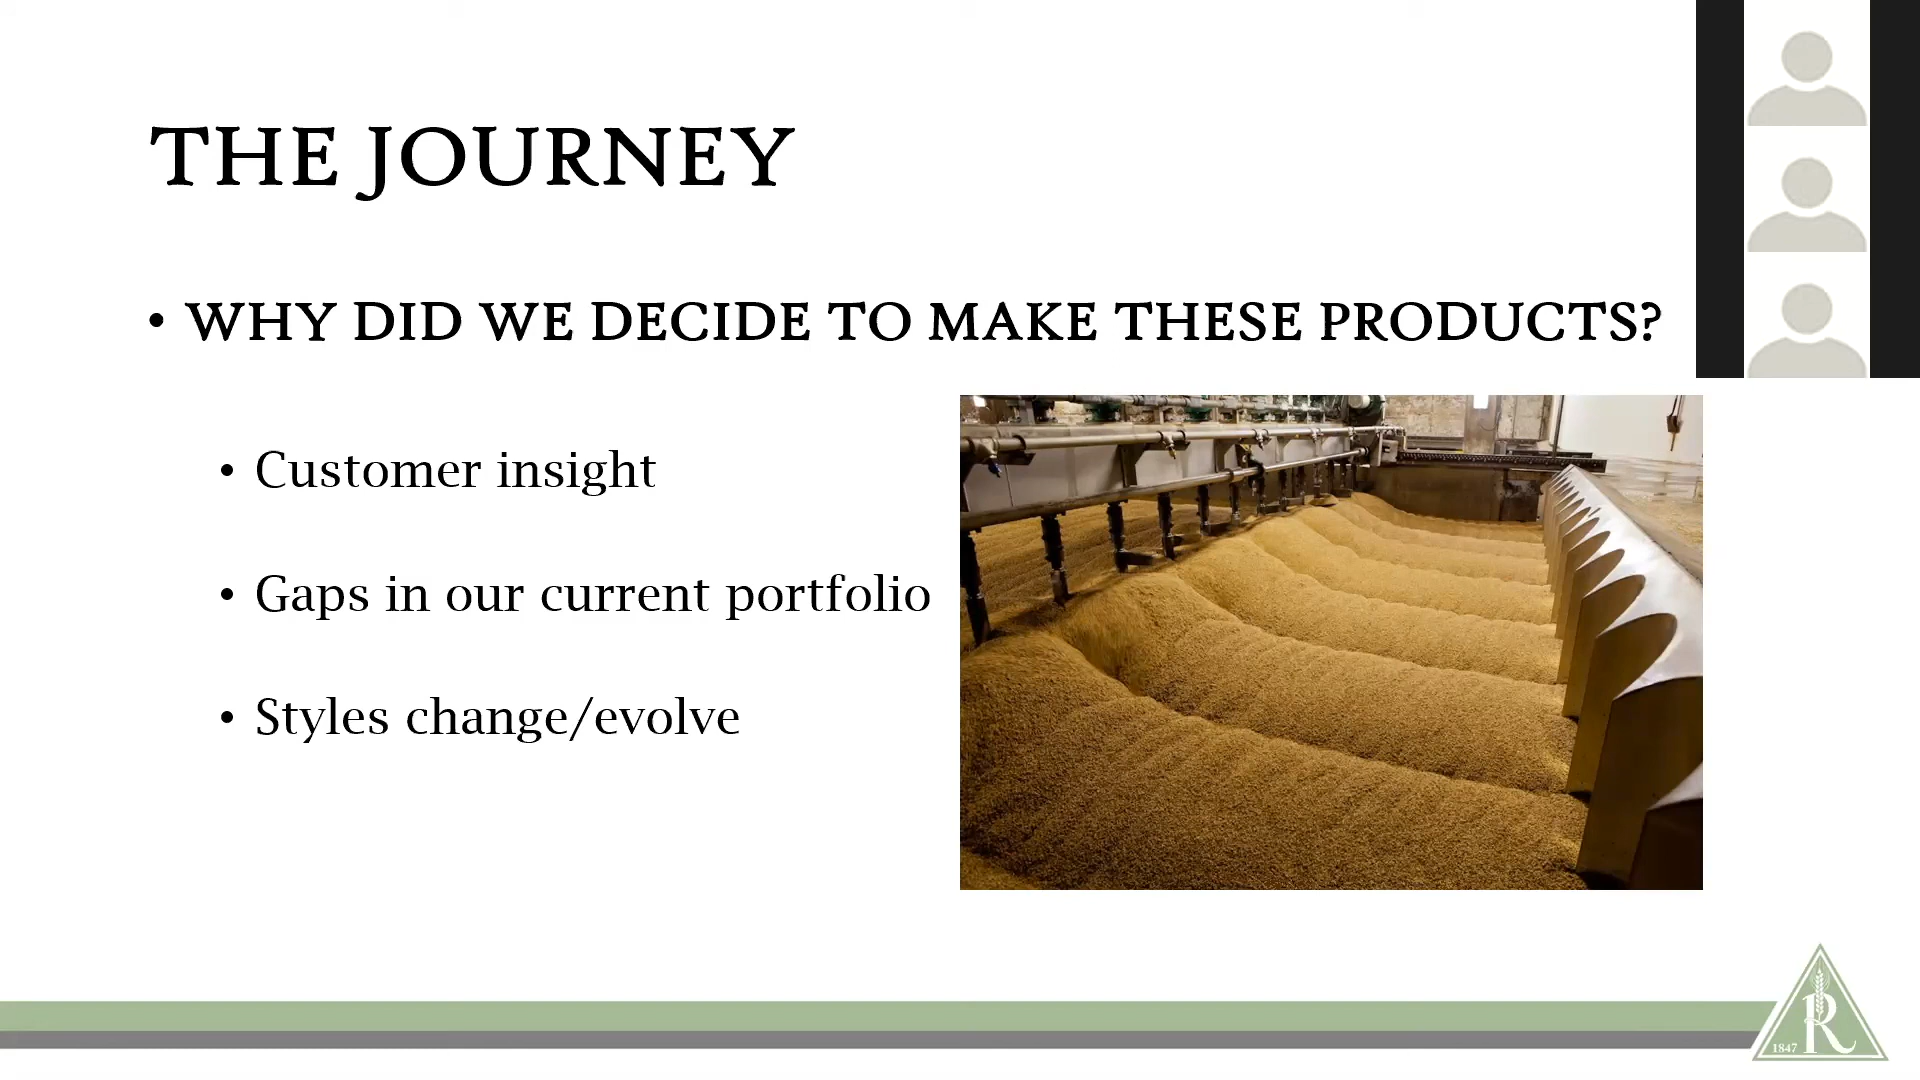 THE JOURNEY
• WHY DID WE DECIDE TO MAKE THESE PRODUCTS?
• Customer insight
• Gaps in our current portfolio
• Styles change/evolve
R
1847